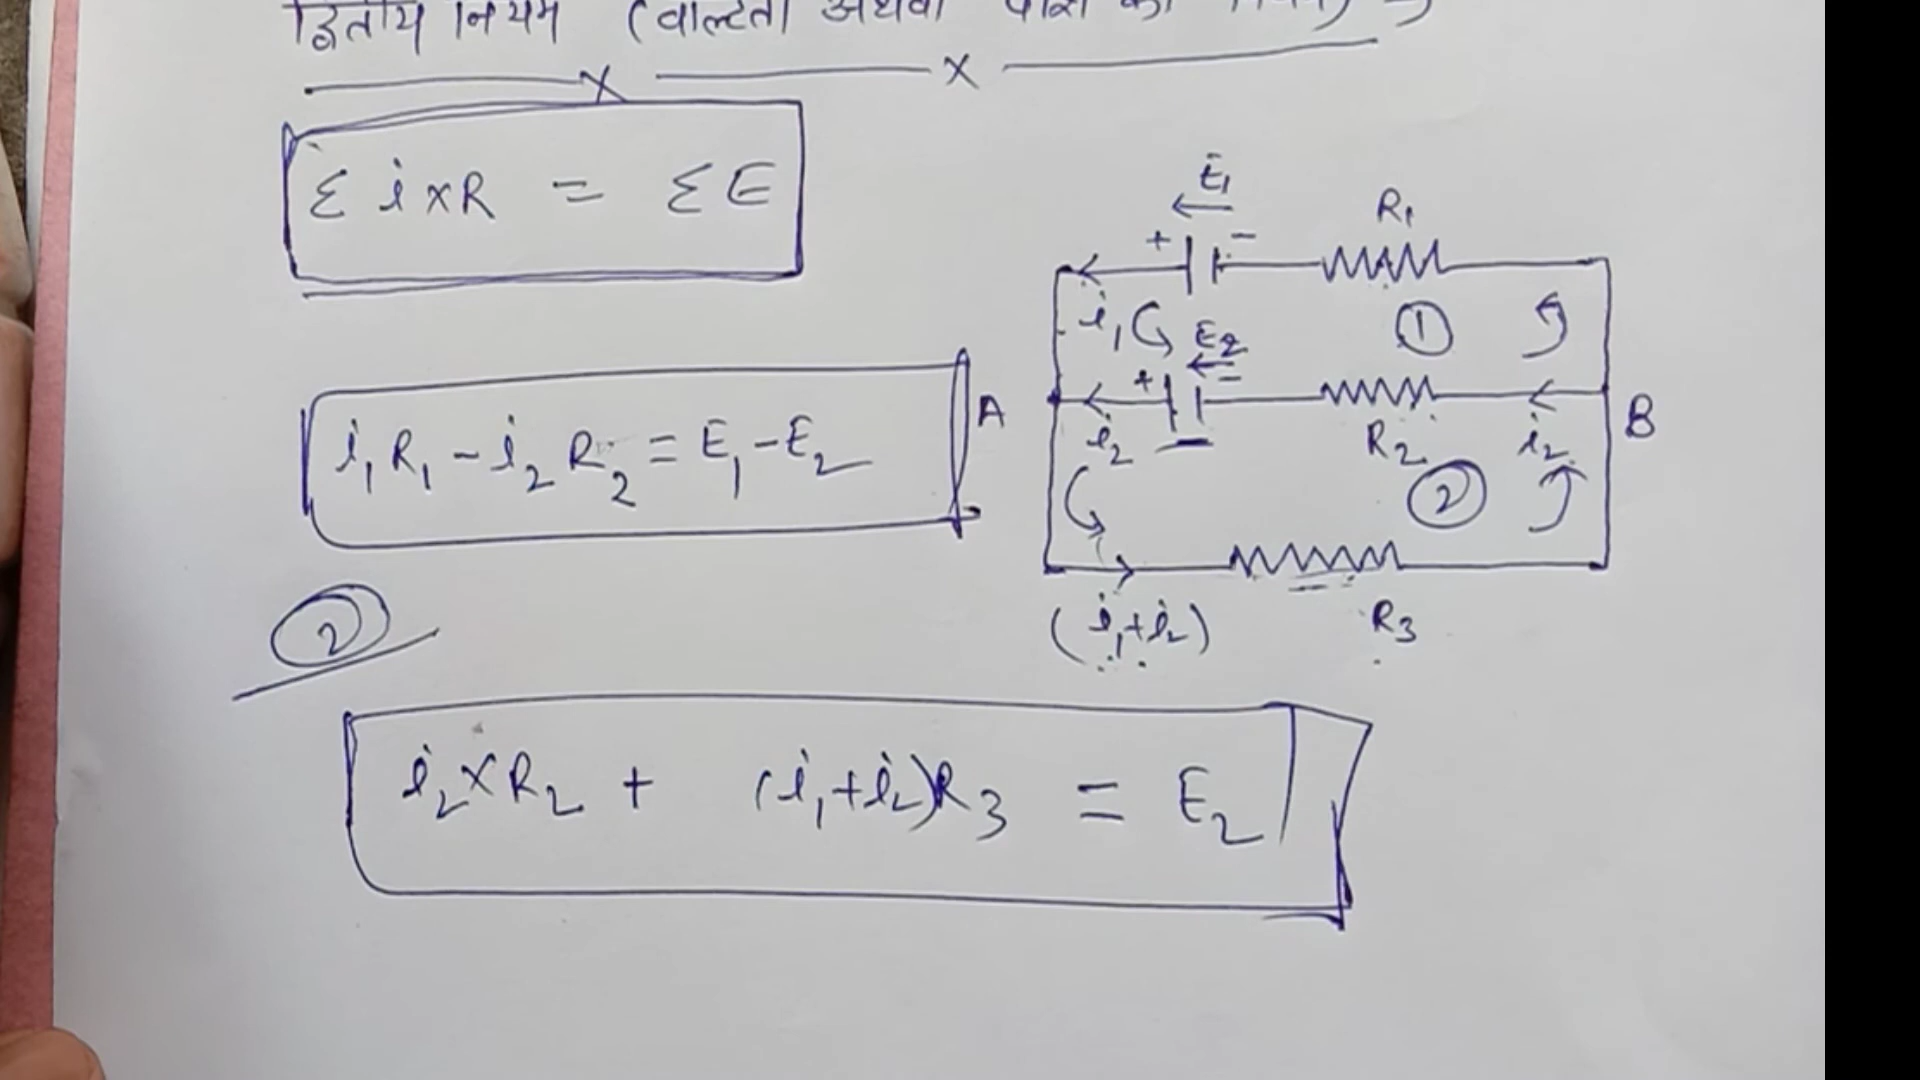 द्वितीय नियम (वोल्टता अथवा पाश का नियम)
Σ i×R = ΣE
E₁
R₁
+ -
i₁
E₂
①
+ -
A
B
i₁R₁ - i₂R₂ = E₁ - E₂
i₂
R₂
i₂
②
(i₁+i₂)
R₃
②
i₂×R₂ + (i₁+i₂)R₃ = E₂